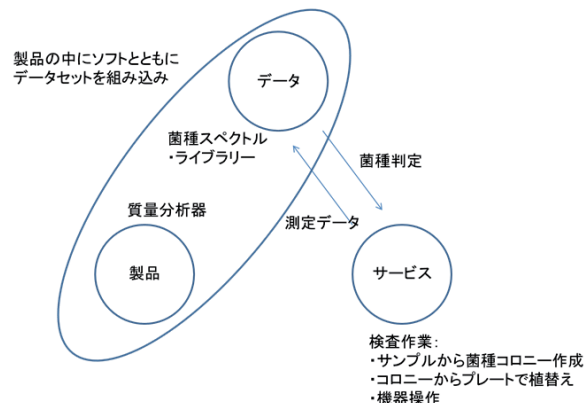 製品の中にソフトとともに
データセットを組み込み
データ
菌種スペクトル
・ライブラリー
菌種判定
質量分析器
測定データ
製品
サービス
検査作業:
・サンプルから菌種コロニー作成
・コロニーからプレートで植替え
・機器操作